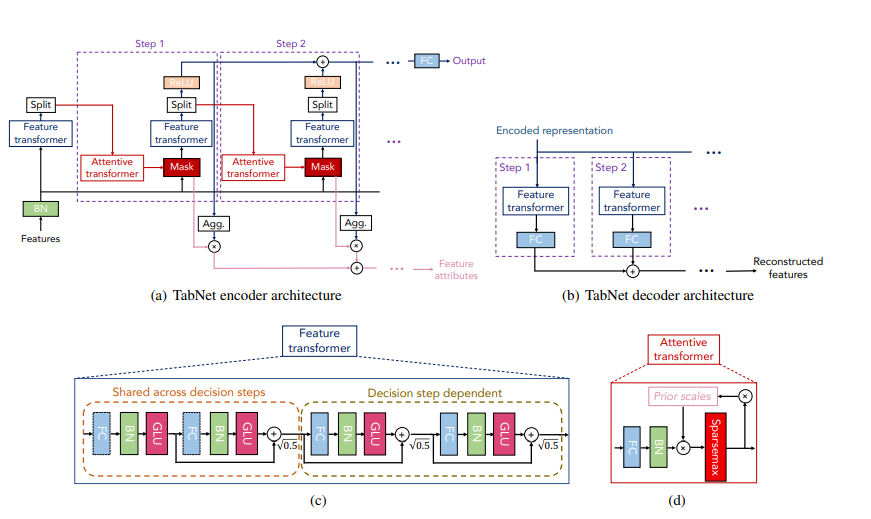 Step 1
Step 2
ReLU
ReLU
FC
Output
Split
Split
Split
Feature
transformer
Feature
transformer
Feature
transformer
Attentive
transformer
Mask
Attentive
transformer
Mask
BN
Features
Agg.
Agg.
Feature
attributes
(a) TabNet encoder architecture
Encoded representation
Step 1
Step 2
Feature
transformer
Feature
transformer
FC
FC
Reconstructed
features
(b) TabNet decoder architecture
Feature
transformer
Shared across decision steps
Decision step dependent
FC
BN
GLU
FC
BN
GLU
√0.5
FC
BN
GLU
√0.5
FC
BN
GLU
√0.5
(c)
Attentive
transformer
Prior scales
FC
BN
Sparsemax
(d)